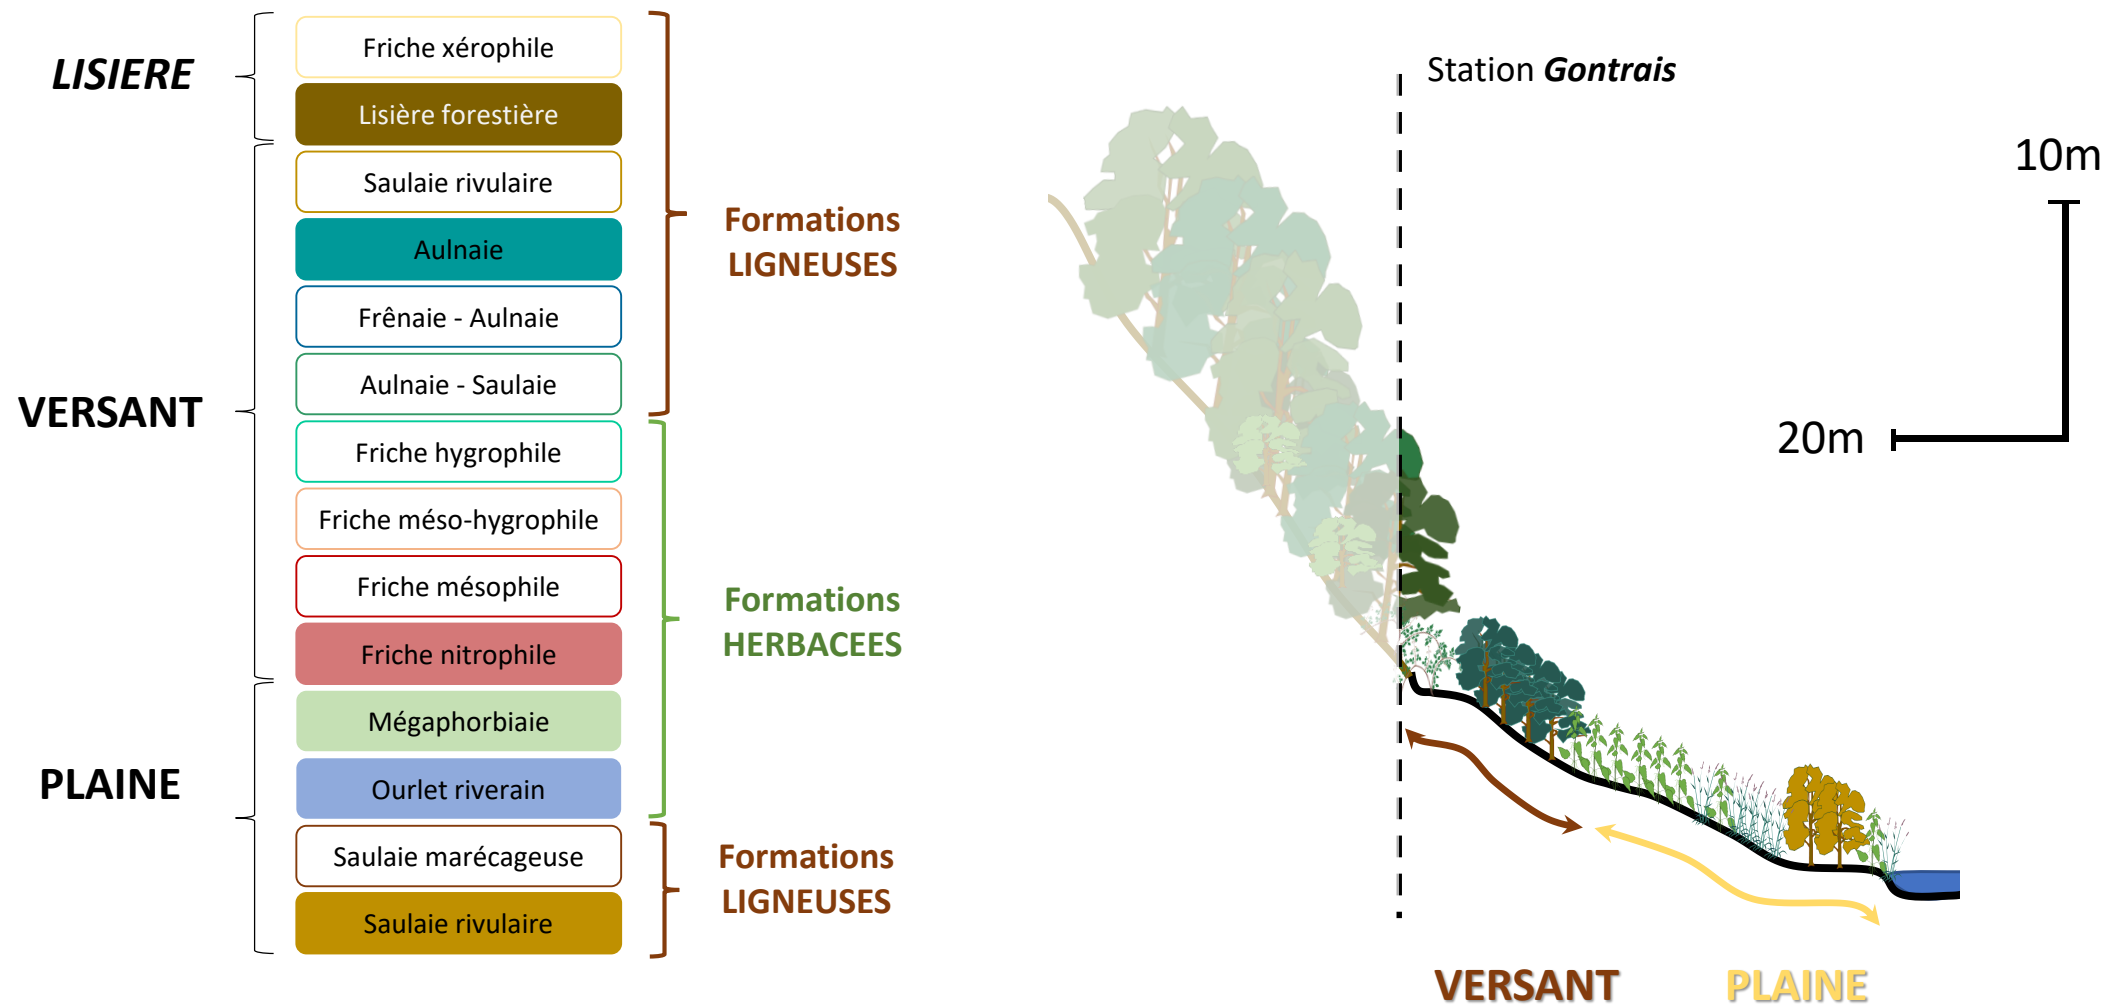 LISIERE
VERSANT
PLAINE
Friche xérophile
Lisière forestière
Saulaie rivulaire
Aulnaie
Frênaie - Aulnaie
Aulnaie - Saulaie
Friche hygrophile
Friche méso-hygrophile
Friche mésophile
Friche nitrophile
Mégaphorbiaie
Ourlet riverain
Saulaie marécageuse
Saulaie rivulaire
Formations
LIGNEUSES
Formations
HERBACEES
Formations
LIGNEUSES
Station Gontrais
10m
20m
VERSANT
PLAINE